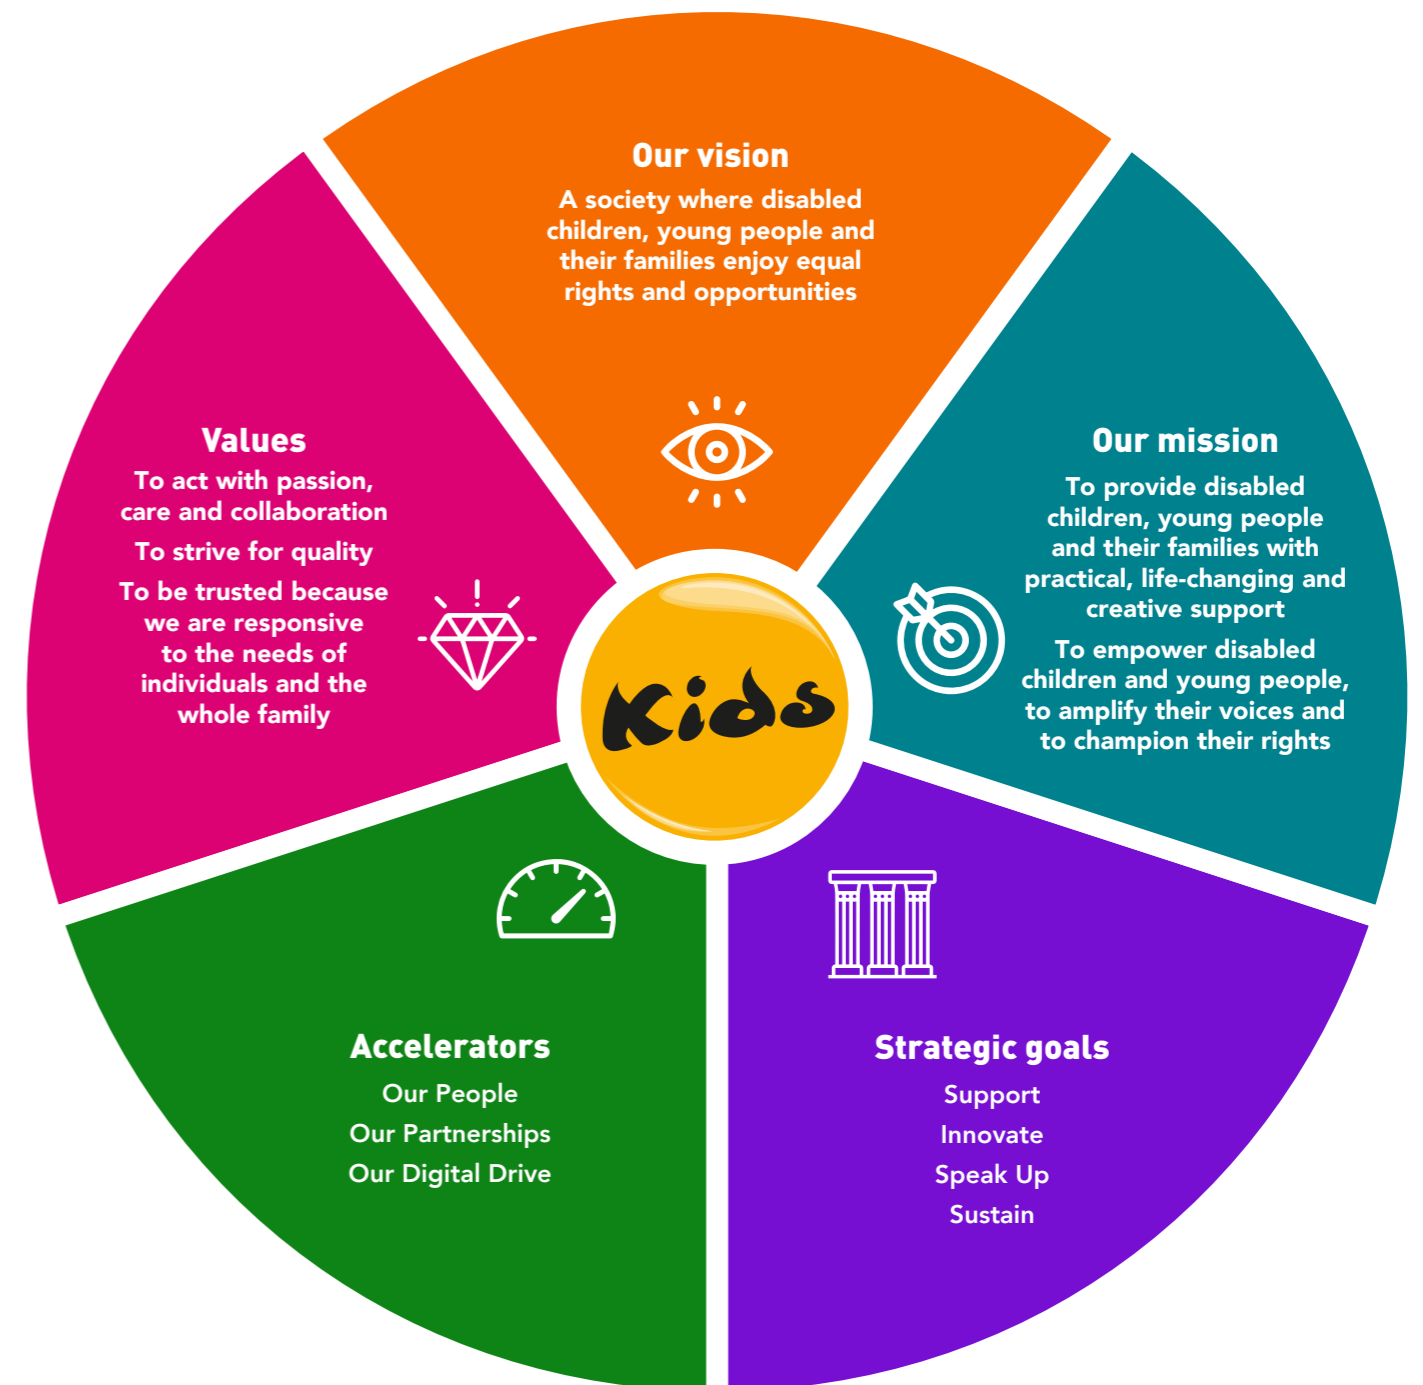 Our vision
A society where disabled
children, young people and
their families enjoy equal
rights and opportunities
Our mission
To provide disabled
children, young people
and their families with
practical, life-changing and
creative support
To empower disabled
children and young people,
to amplify their voices and
to champion their rights
Values
To act with passion,
care and collaboration
To strive for quality
To be trusted because
we are responsive
to the needs of
individuals and the
whole family
Kids
Accelerators
Our People
Our Partnerships
Our Digital Drive
Strategic goals
Support
Innovate
Speak Up
Sustain